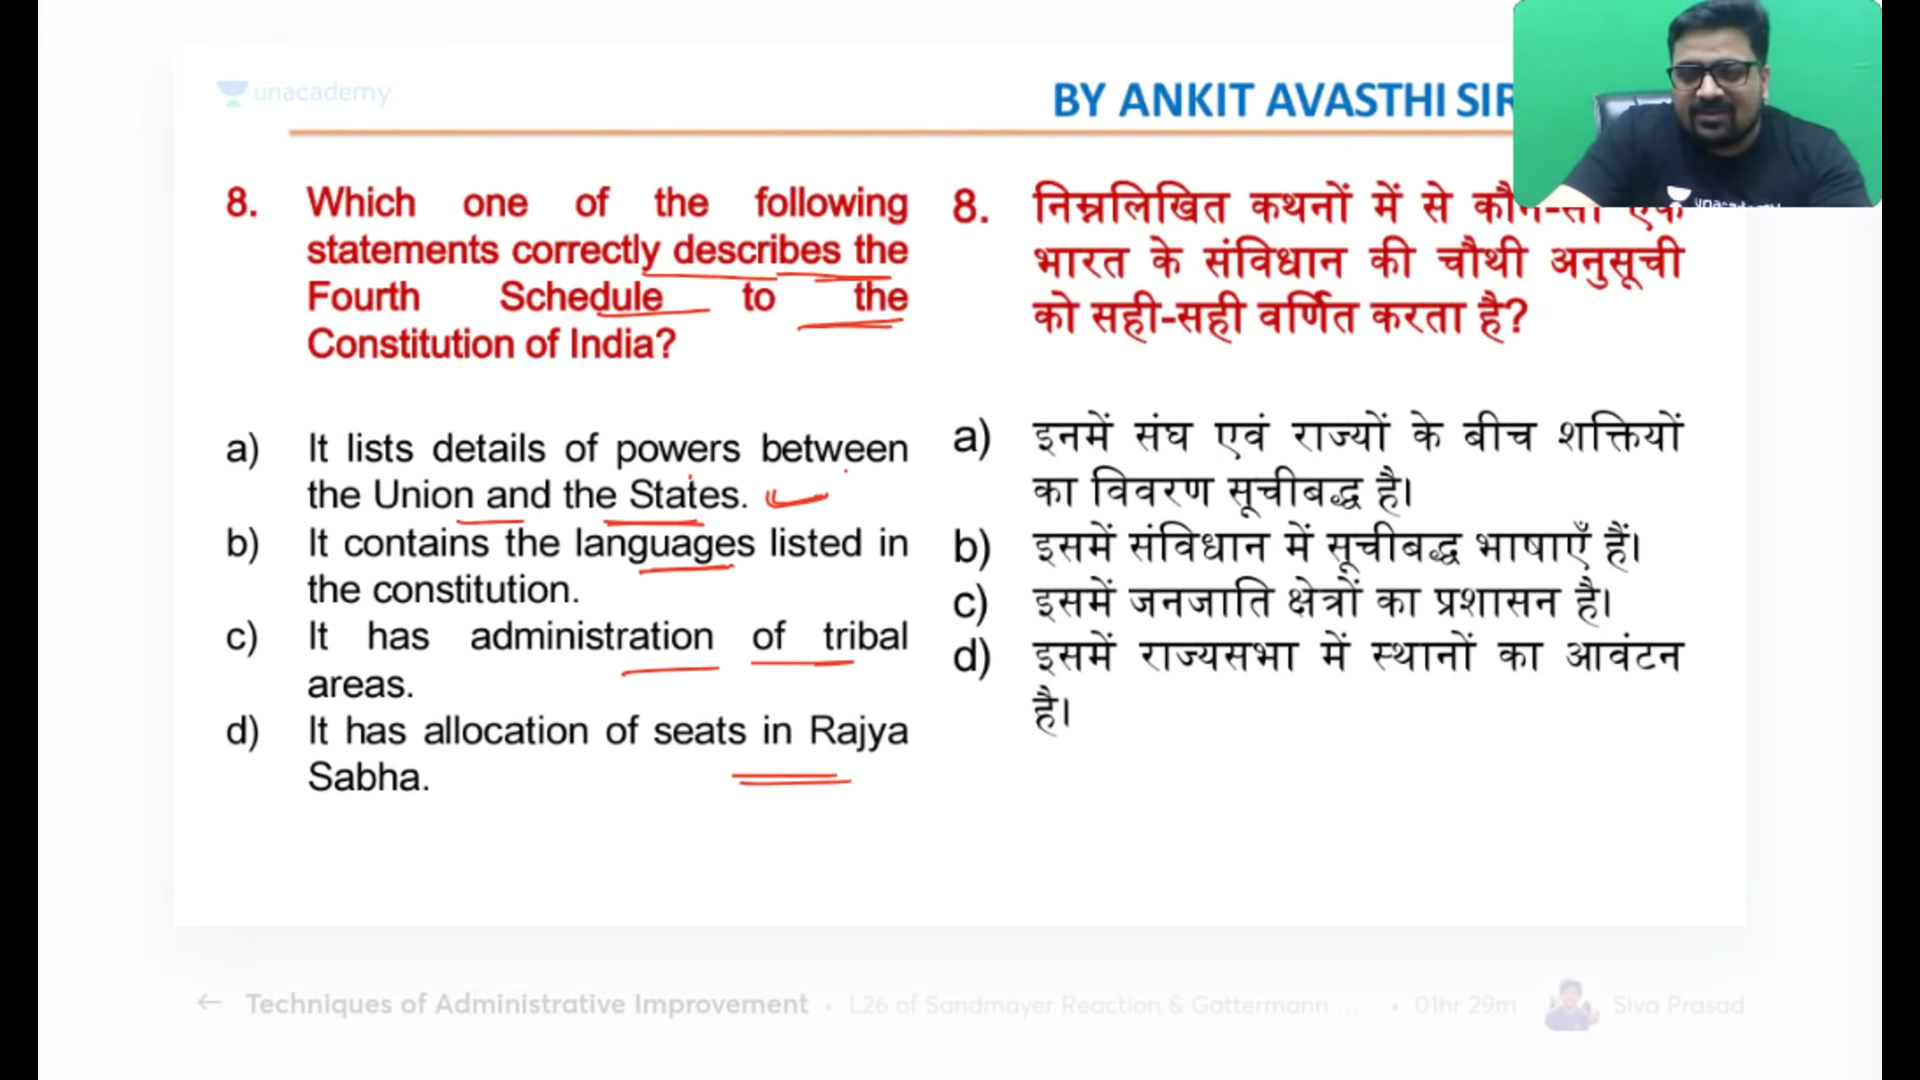 unacademy
BY ANKIT AVASTHI SIR
8. Which one of the following
statements correctly describes the
Fourth Schedule to the
Constitution of India?
a) It lists details of powers between
the Union and the States.
b) It contains the languages listed in
the constitution.
c) It has administration of tribal
areas.
d) It has allocation of seats in Rajya
Sabha.
8. निम्नलिखित कथनों में से
भारत के संविधान की चौथी अनुसूची
को सही-सही वर्णित करता है?
a) इनमें संघ एवं राज्यों के बीच शक्तियों
का विवरण सूचीबद्ध है।
b) इसमें संविधान में सूचीबद्ध भाषाएँ हैं।
c) इसमें जनजाति क्षेत्रों का प्रशासन है।
d) इसमें राज्यसभा में स्थानों का आवंटन
है।
← Techniques of Administrative Improvement • L26 of Sandmayer Reaction & Gattermann ... • 01hr 29m Siva Prasad